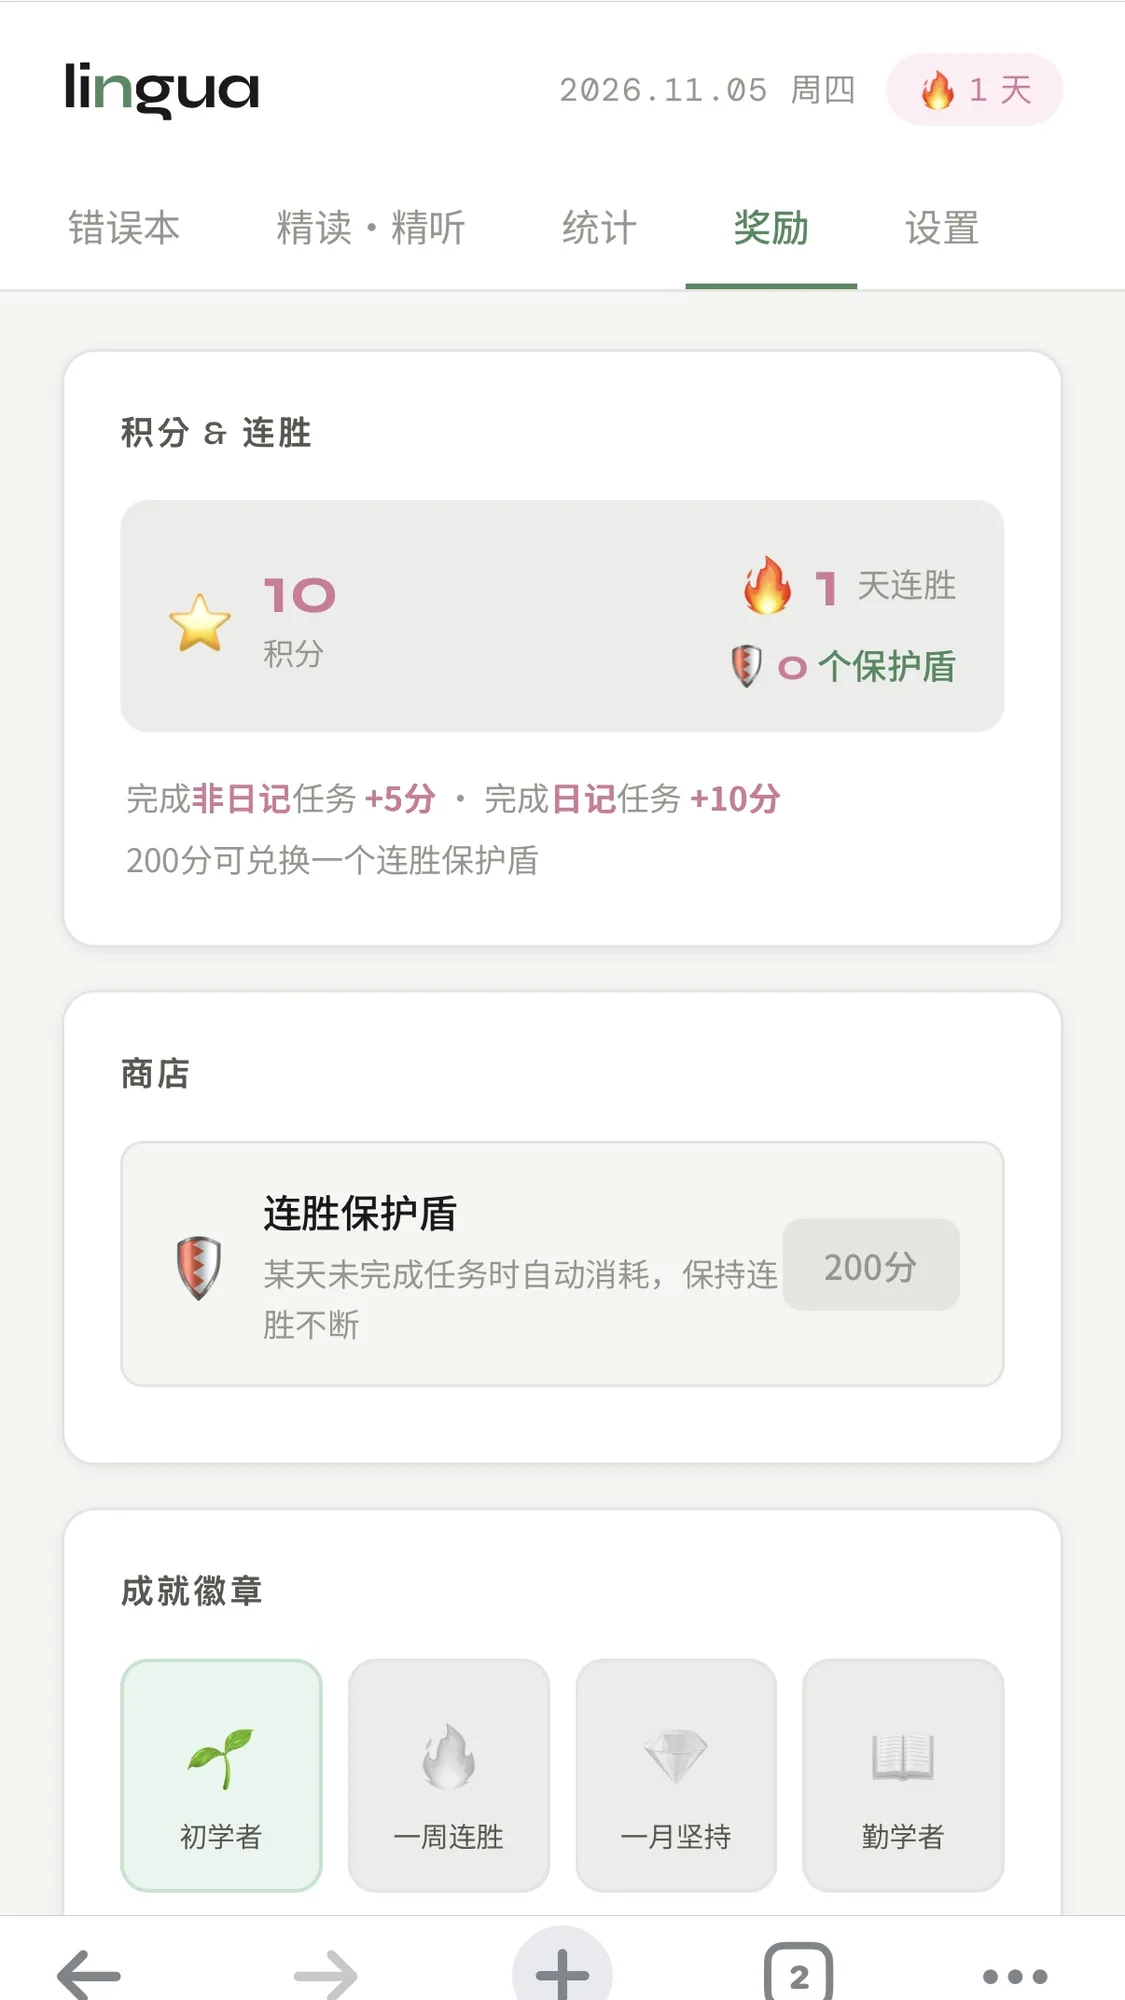 lingua
2026.11.05 周四
1 天
错误本
精读・精听
统计
奖励
设置
积分 & 连胜
10
积分
1 天连胜
0 个保护盾
完成非日记任务 +5分 · 完成日记任务 +10分
200分可兑换一个连胜保护盾
商店
连胜保护盾
某天未完成任务时自动消耗，保持连
胜不断
200分
成就徽章
初学者
一周连胜
一月坚持
勤学者
2